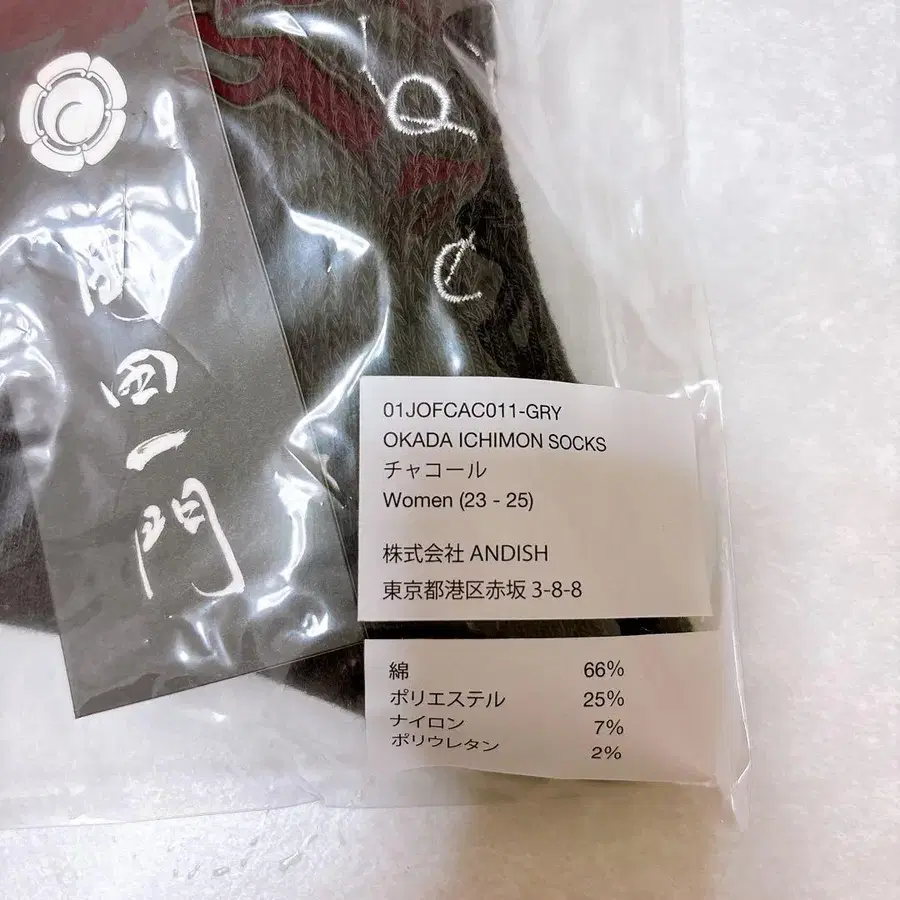 岡田一門
01JOFCAC011-GRY
OKADA ICHIMON SOCKS
チャコール
Women (23 - 25)
株式会社 ANDISH
東京都港区赤坂 3-8-8
綿 66%
ポリエステル 25%
ナイロン 7%
ポリウレタン 2%